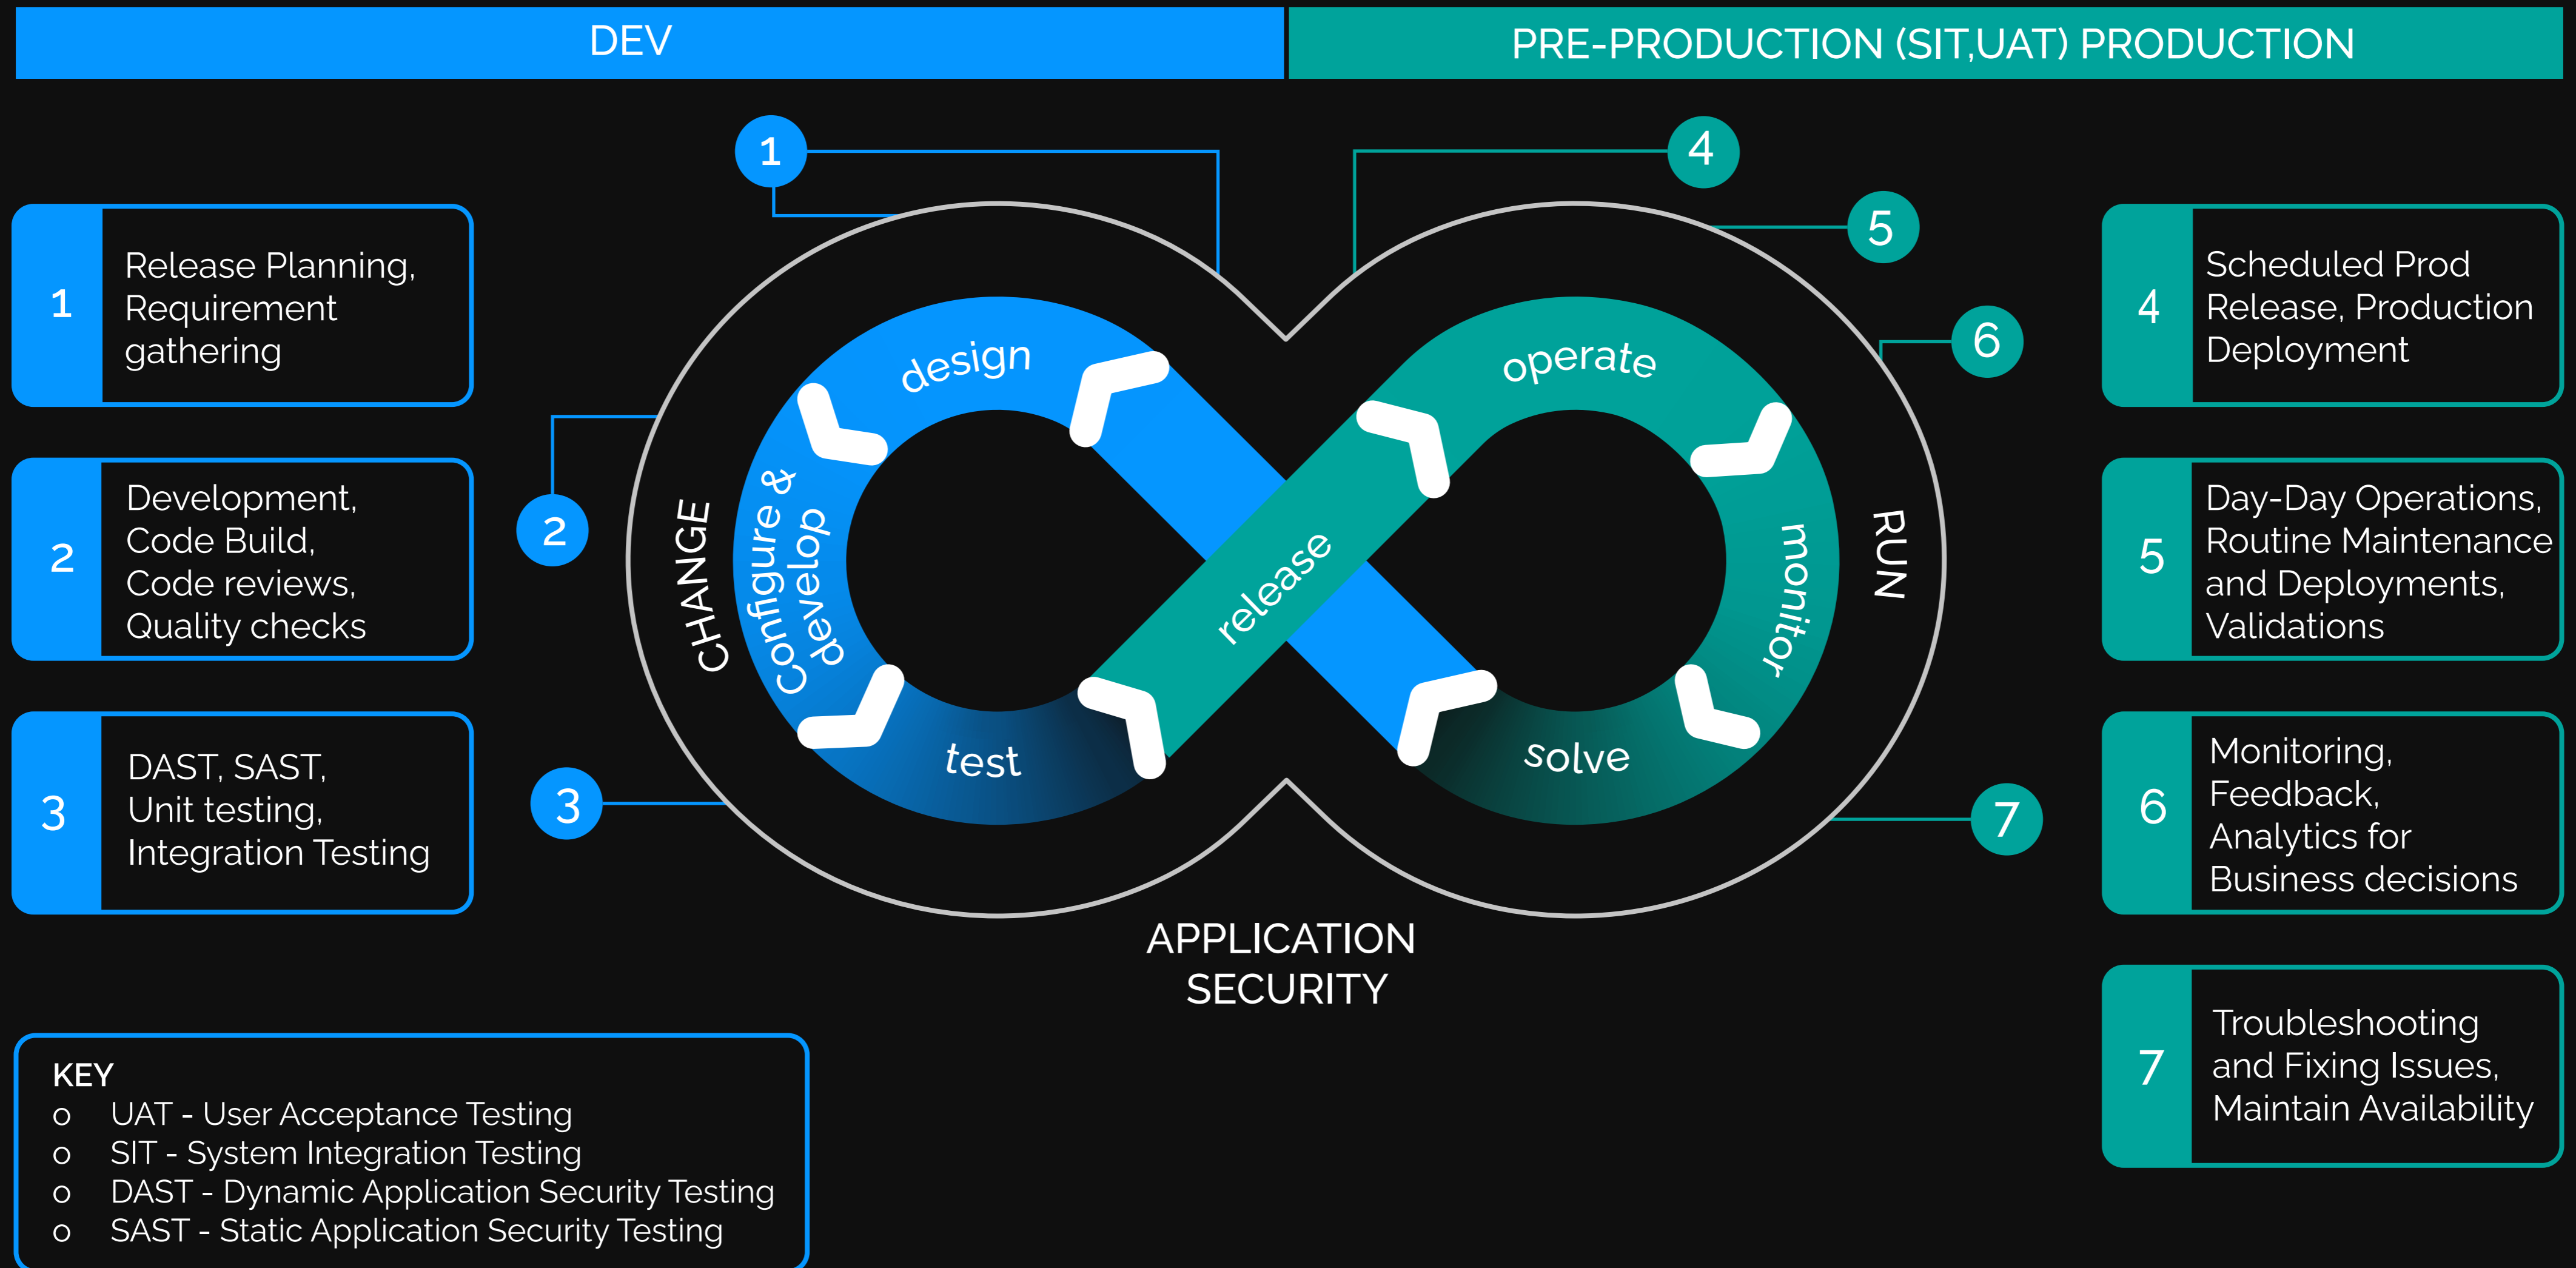 DEV
PRE-PRODUCTION (SIT,UAT) PRODUCTION
1
4
5
6
2
3
7
1
Release Planning,
Requirement
gathering
2
Development,
Code Build,
Code reviews,
Quality checks
3
DAST, SAST,
Unit testing,
Integration Testing
CHANGE
design
Configure &
develop
test
release
operate
monitor
solve
RUN
APPLICATION
SECURITY
4
Scheduled Prod
Release, Production
Deployment
5
Day-Day Operations,
Routine Maintenance
and Deployments,
Validations
6
Monitoring,
Feedback,
Analytics for
Business decisions
7
Troubleshooting
and Fixing Issues,
Maintain Availability
KEY
o UAT - User Acceptance Testing
o SIT - System Integration Testing
o DAST - Dynamic Application Security Testing
o SAST - Static Application Security Testing